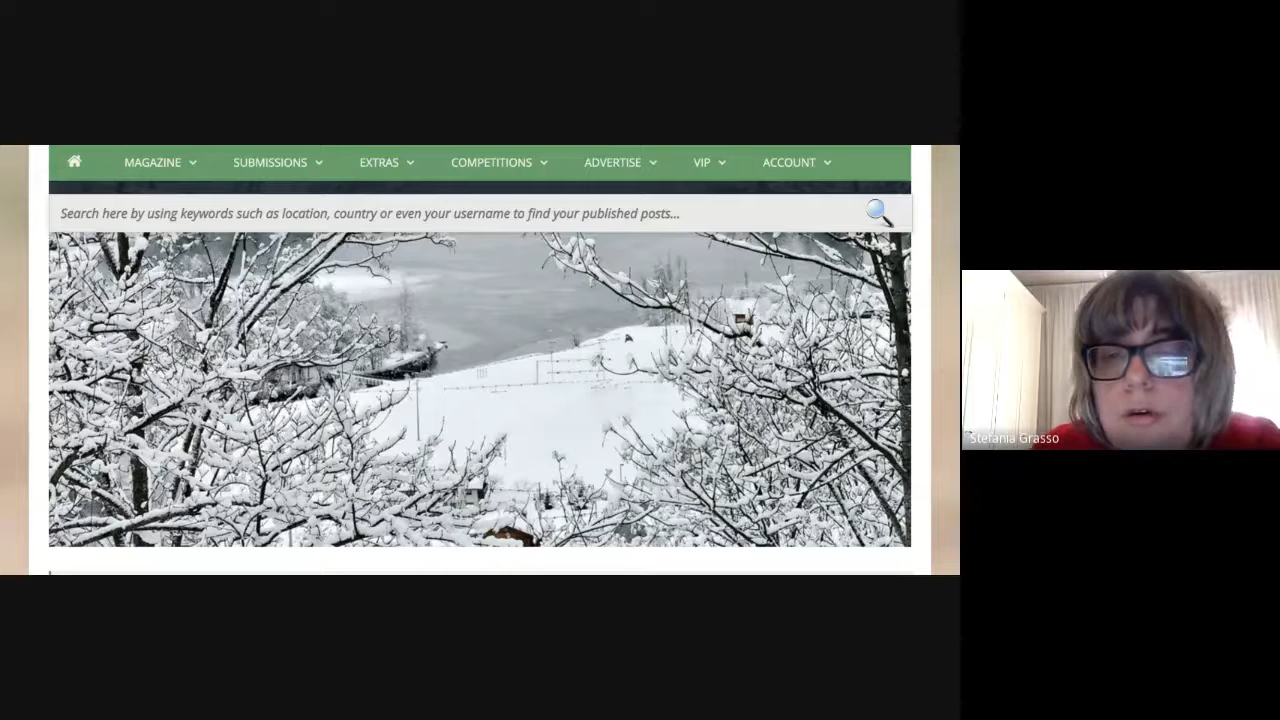 MAGAZINE SUBMISSIONS EXTRAS COMPETITIONS ADVERTISE VIP ACCOUNT
Search here by using keywords such as location, country or even your username to find your published posts...
Stefania Grasso